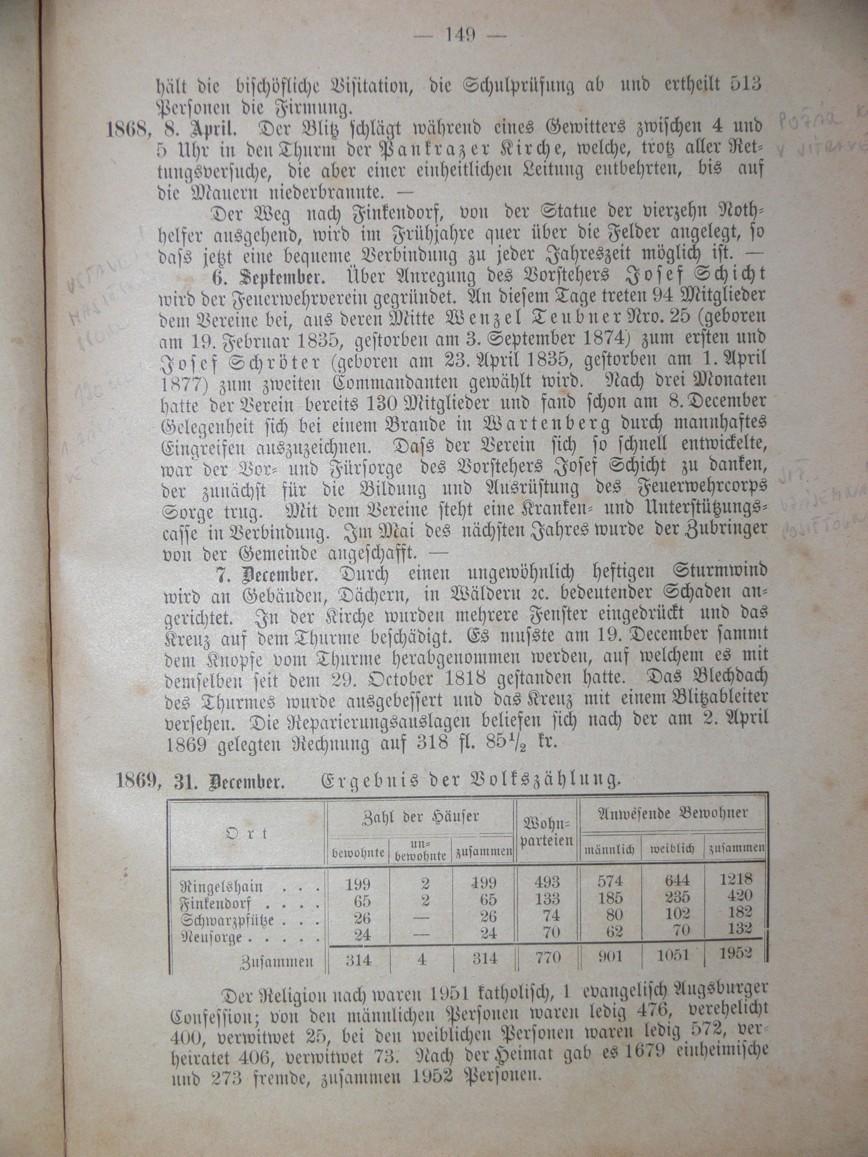 — 149 —
hält die bischöfliche Visitation, die Schulprüfung ab und ertheilt 513
Personen die Firmung.
1868, 8. April. Der Blitz schlägt während eines Gewitters zwischen 4 und
5 Uhr in den Thurm der Pankrazer Kirche, welche, trotz aller Ret-
tungsversuche, die aber einer einheitlichen Leitung entbehrten, bis auf
die Mauern niederbrannte. —
Der Weg nach Finkendorf, von der Statue der vierzehn Noth-
helfer ausgehend, wird im Frühjahre quer über die Felder angelegt, so
dass jetzt eine bequeme Verbindung zu jeder Jahreszeit möglich ist. —
6. September. Über Anregung des Vorstehers Josef Schicht
wird der Feuerwehrverein gegründet. An diesem Tage treten 94 Mitglieder
dem Vereine bei, aus deren Mitte Wenzel Teubner Nro. 25 (geboren
am 19. Februar 1835, gestorben am 3. September 1874) zum ersten und
Josef Schröter (geboren am 23. April 1835, gestorben am 1. April
1877) zum zweiten Commandanten gewählt wird. Nach drei Monaten
hatte der Verein bereits 130 Mitglieder und fand schon am 8. December
Gelegenheit sich bei einem Brande in Wartenberg durch mannhaftes
Eingreifen auszuzeichnen. Dass der Verein sich so schnell entwickelte,
war der Vor- und Fürsorge des Vorstehers Josef Schicht zu danken,
der zunächst für die Bildung und Ausrüstung des Feuerwehrcorps
Sorge trug. Mit dem Vereine steht eine Kranken- und Unterstützungs-
casse in Verbindung. Im Mai des nächsten Jahres wurde der Zubringer
von der Gemeinde angeschafft. —
7. December. Durch einen ungewöhnlich heftigen Sturmwind
wird an Gebäuden, Dächern, in Wäldern ꝛc. bedeutender Schaden an-
gerichtet. In der Kirche wurden mehrere Fenster eingedrückt und das
Kreuz auf dem Thurme beschädigt. Es musste am 19. December sammt
dem Knopfe vom Thurme herabgenommen werden, auf welchem es mit
demselben seit dem 29. October 1818 gestanden hatte. Das Blechdach
des Thurmes wurde ausgebessert und das Kreuz mit einem Blitzableiter
versehen. Die Reparierungsauslagen beliefen sich nach der am 2. April
1869 gelegten Rechnung auf 318 fl. 85 1/2 kr.
1869, 31. December. Ergebnis der Volkszählung.
Ort Zahl der Häuser Wohn-parteien Anwesende Bewohner
bewohnte un-bewohnte zusammen männlich weiblich zusammen
Ringelshain . . . 199 2 499 493 574 644 1218
Finkendorf . . . . 65 2 65 133 185 235 420
Schwarzpfütze . . . 26 — 26 74 80 102 182
Neusorge . . . . . 24 — 24 70 62 70 132
Zusammen 314 4 314 770 901 1051 1952
Der Religion nach waren 1951 katholisch, 1 evangelisch Augsburger
Confession; von den männlichen Personen waren ledig 476, verehelicht
400, verwitwet 25, bei den weiblichen Personen waren ledig 572, ver-
heiratet 406, verwitwet 73. Nach der Heimat gab es 1679 einheimische
und 273 fremde, zusammen 1952 Personen.